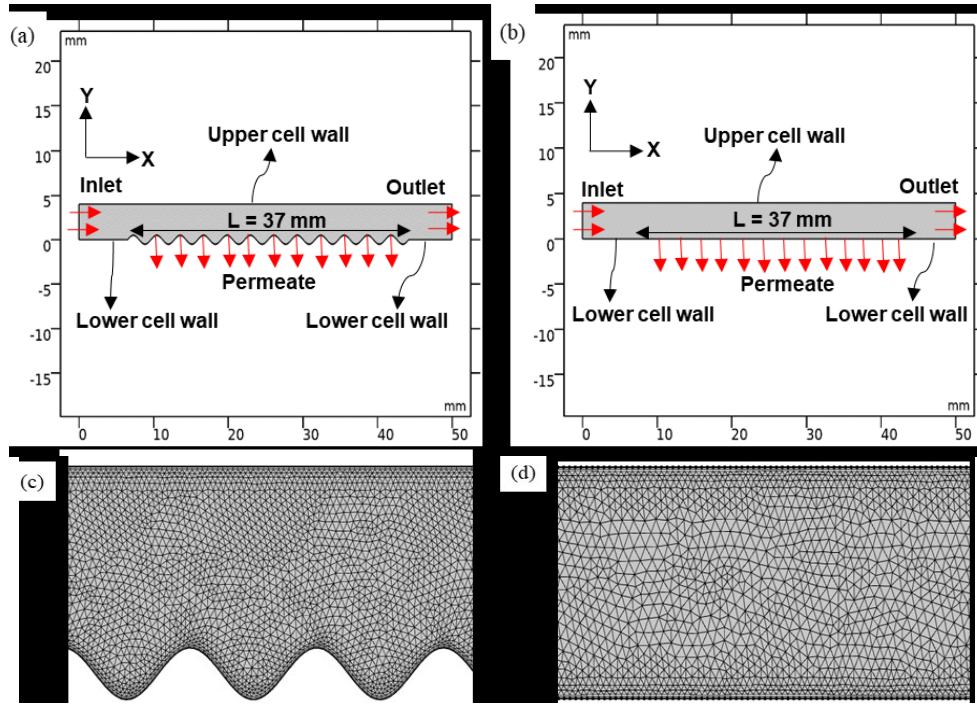 (a)
mm
20
15
10
5
0
-5
-10
-15
Y
X
Upper cell wall
Inlet
Outlet
L = 37 mm
Permeate
Lower cell wall
Lower cell wall
mm
0
10
20
30
40
50
(b)
mm
20
15
10
5
0
-5
-10
-15
Y
X
Upper cell wall
Inlet
Outlet
L = 37 mm
Permeate
Lower cell wall
Lower cell wall
mm
0
10
20
30
40
50
(c)
(d)